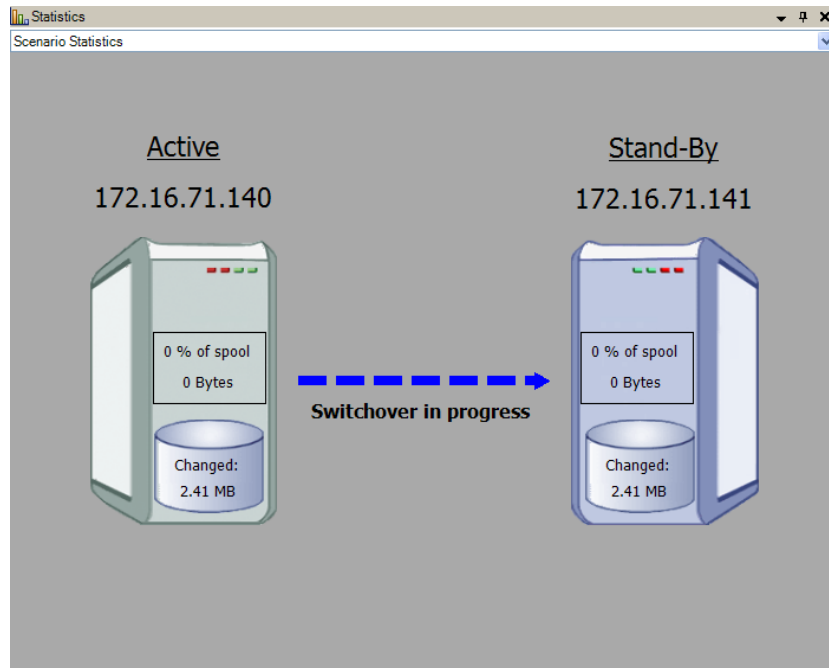 Statistics
Scenario Statistics
Active
172.16.71.140
Stand-By
172.16.71.141
0 % of spool
0 Bytes
0 % of spool
0 Bytes
Switchover in progress
Changed:
2.41 MB
Changed:
2.41 MB